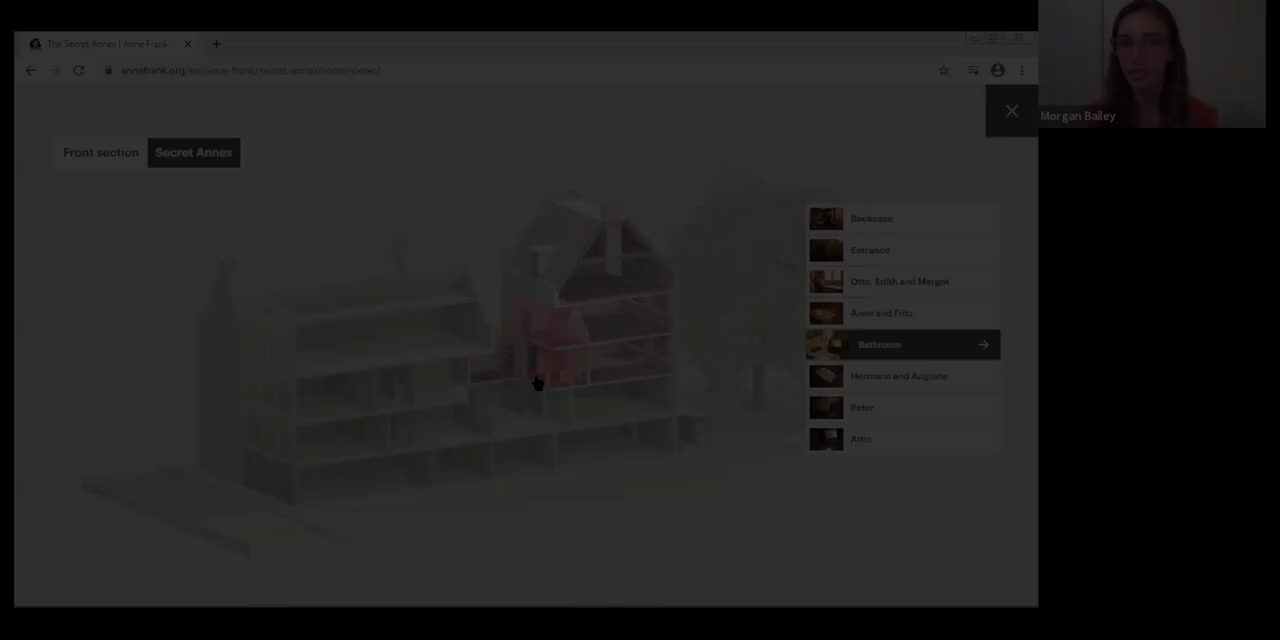 The Secret Annex | Anne Frank
annefrank.org/en/anne-frank/secret-annex/room-peter/
Morgan Bailey
Front section
Secret Annex
Bookcase
Entrance
Otto, Edith and Margot
Anne and Fritz
Bathroom
Hermann and Auguste
Peter
Attic